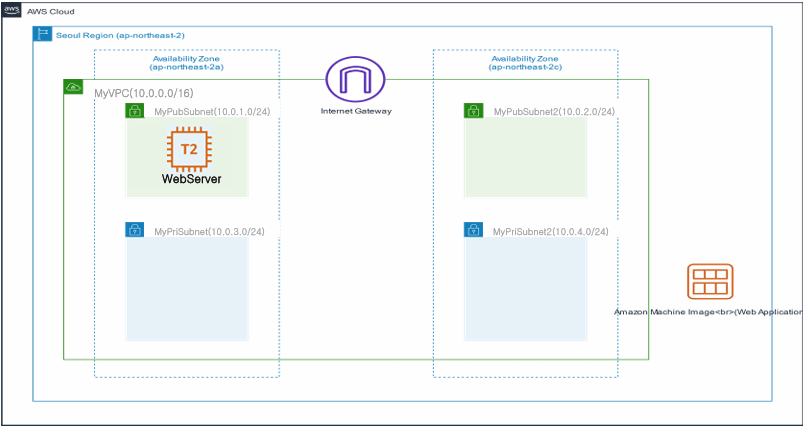 aws
AWS Cloud
Seoul Region (ap-northeast-2)
Availability Zone
(ap-northeast-2a)
Availability Zone
(ap-northeast-2c)
MyVPC(10.0.0.0/16)
Internet Gateway
MyPubSubnet(10.0.1.0/24)
MyPubSubnet2(10.0.2.0/24)
T2
WebServer
MyPriSubnet(10.0.3.0/24)
MyPriSubnet2(10.0.4.0/24)
Amazon Machine Image<br>(Web Application